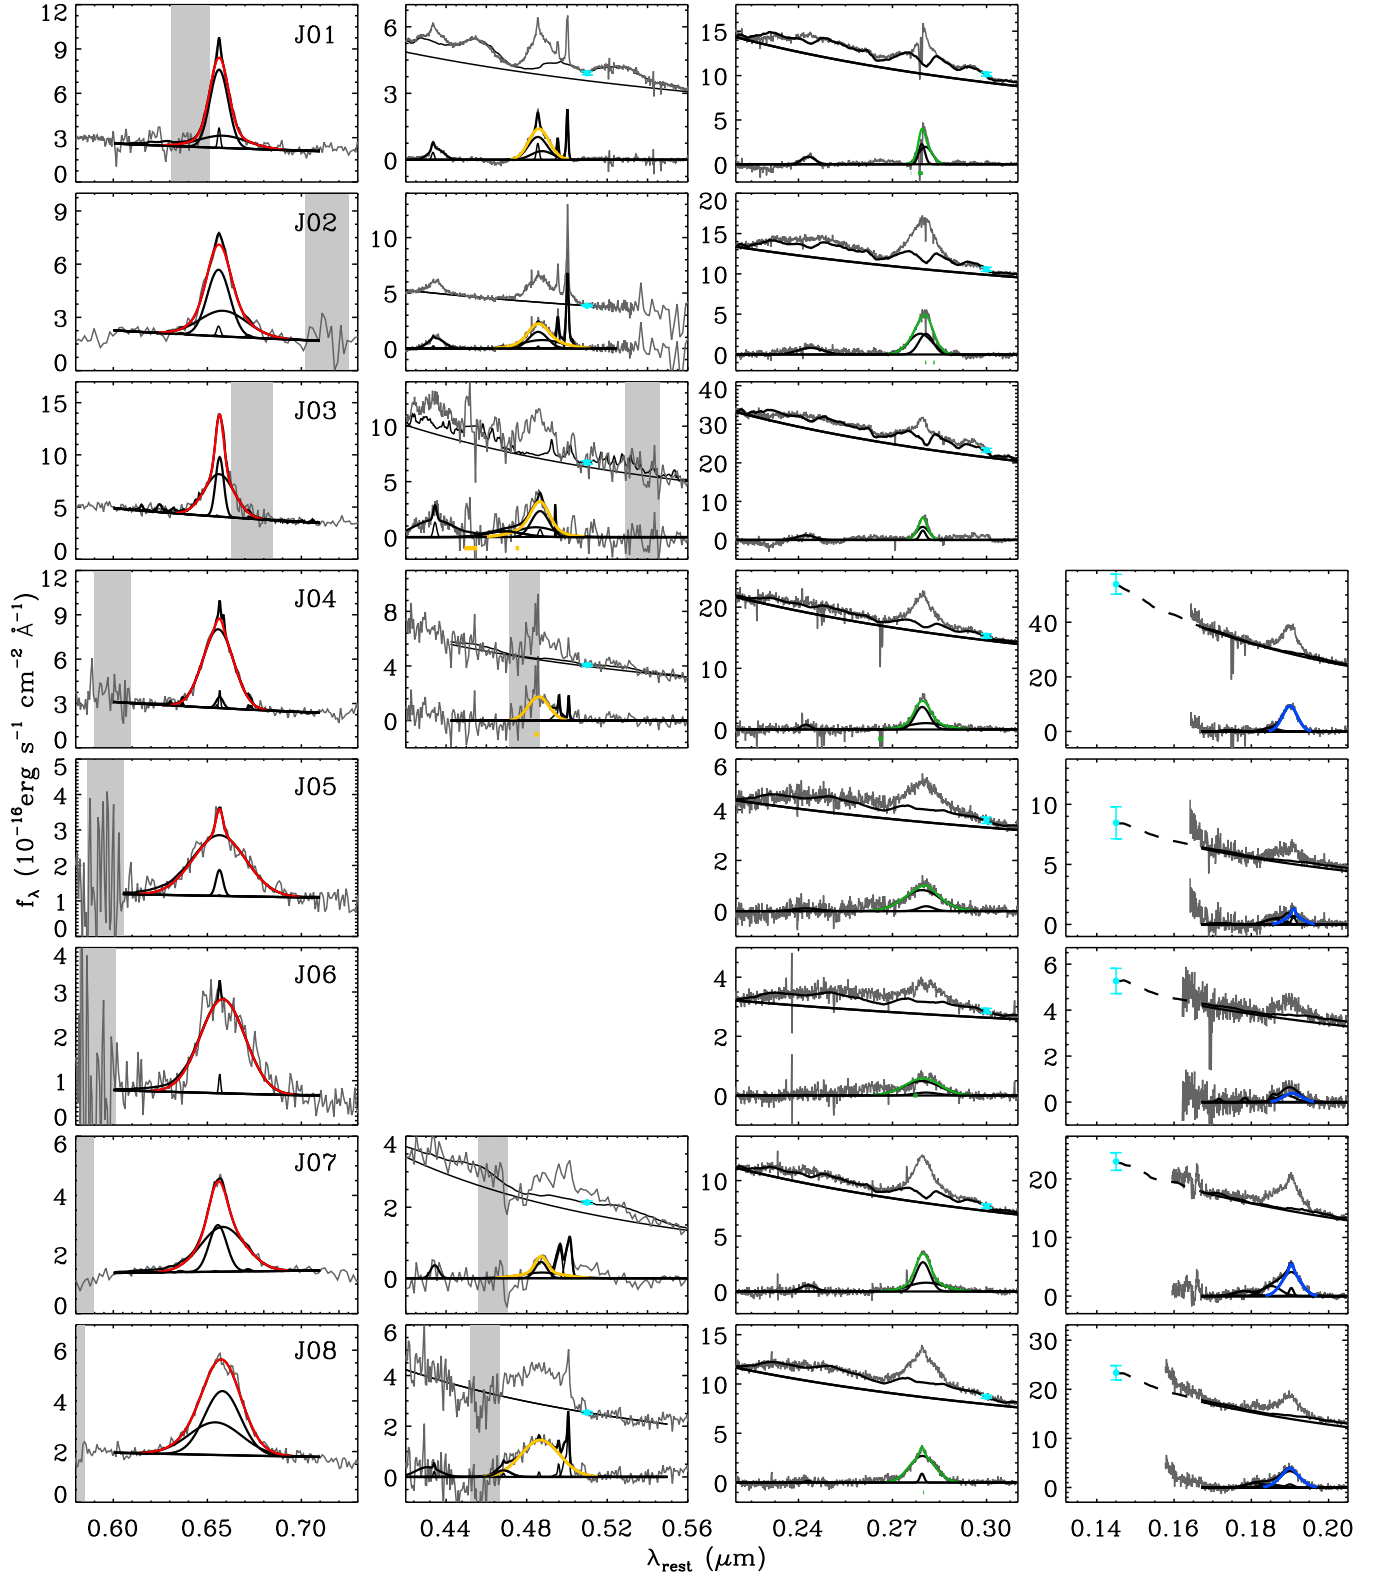 12 9 6 3 0 J01
6 4 2 0
15 10 5 0
9 6 3 0 J02
10 5 0
20 15 10 5 0
15 10 5 0 J03
10 5 0
40 30 20 10 0
12 9 6 3 0 J04
8 4 0
20 10 0
40 20 0
5 4 3 2 1 0 J05
6 4 2 0
10 5 0
4 3 2 1 0 J06
4 2 0
6 4 2 0
6 4 2 0 J07
4 2 0
10 5 0
20 10 0
6 4 2 0 J08
6 4 2 0
15 10 5 0
30 20 10 0
0.60 0.65 0.70
0.44 0.48 0.52 0.56
0.24 0.27 0.30
0.14 0.16 0.18 0.20
f_λ (10⁻¹⁶erg s⁻¹ cm⁻² Å⁻¹)
λ_rest (μm)